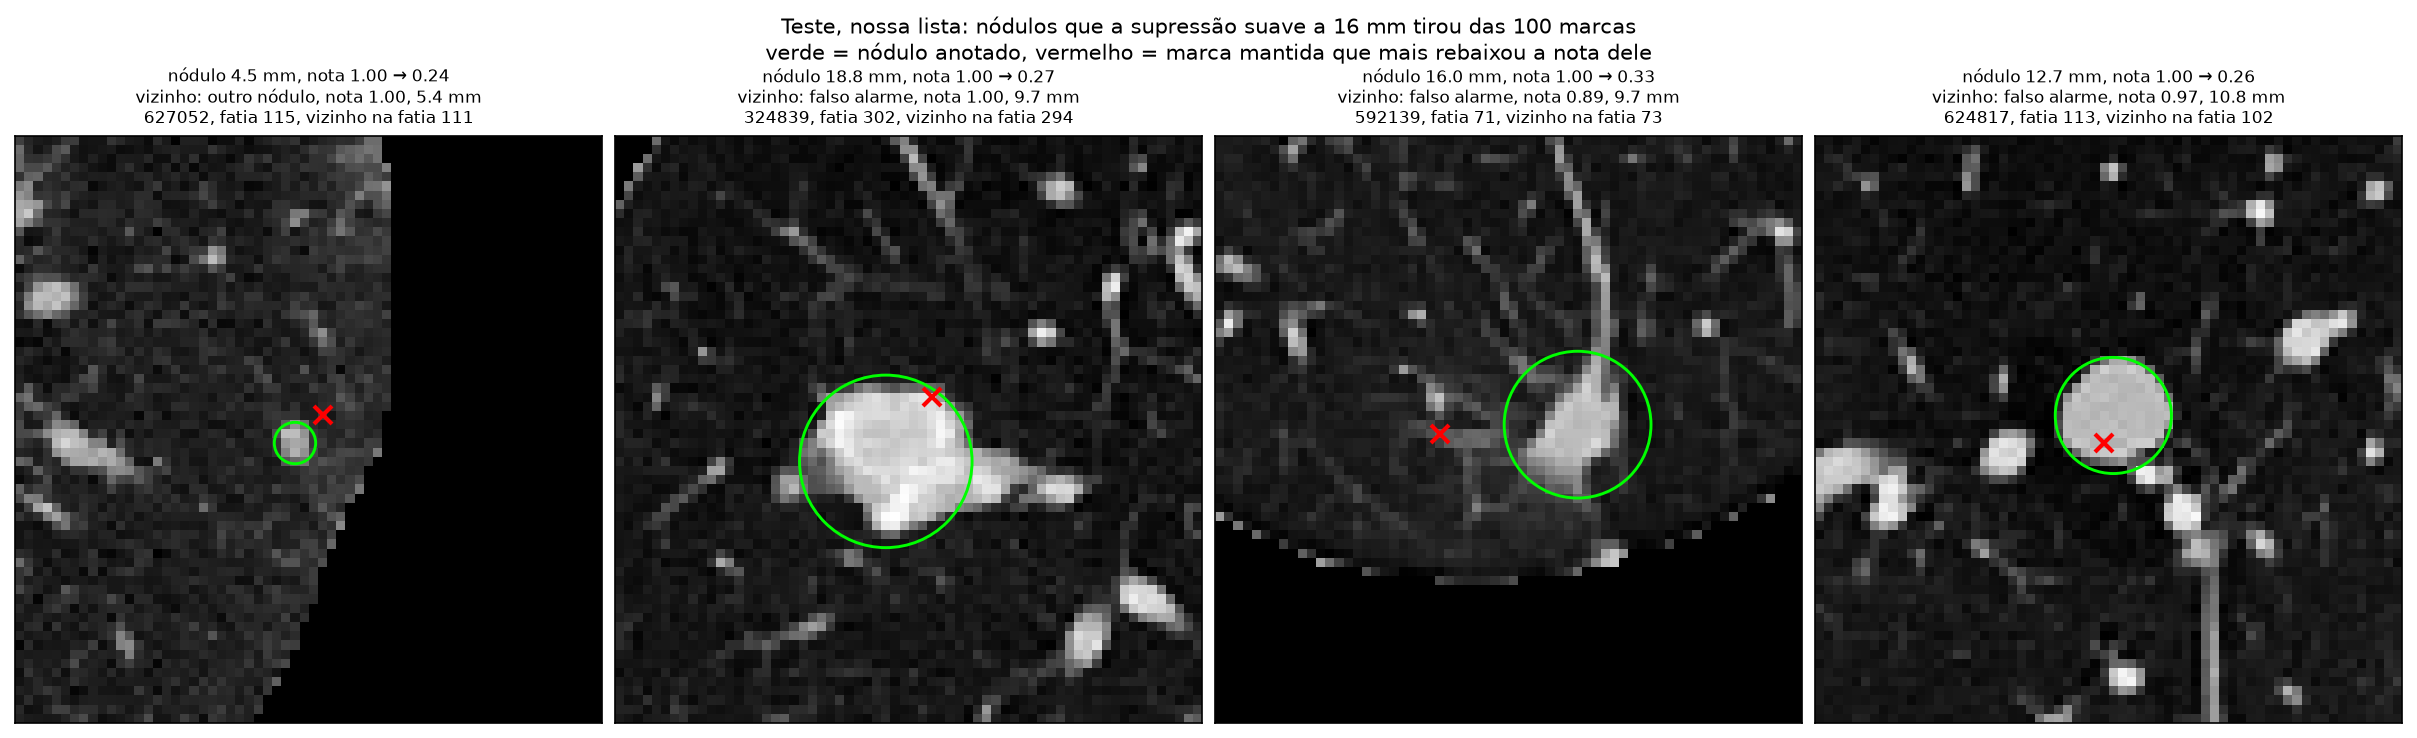 Teste, nossa lista: nódulos que a supressão suave a 16 mm tirou das 100 marcas
verde = nódulo anotado, vermelho = marca mantida que mais rebaixou a nota dele
nódulo 4.5 mm, nota 1.00 → 0.24
vizinho: outro nódulo, nota 1.00, 5.4 mm
627052, fatia 115, vizinho na fatia 111
nódulo 18.8 mm, nota 1.00 → 0.27
vizinho: falso alarme, nota 1.00, 9.7 mm
324839, fatia 302, vizinho na fatia 294
nódulo 16.0 mm, nota 1.00 → 0.33
vizinho: falso alarme, nota 0.89, 9.7 mm
592139, fatia 71, vizinho na fatia 73
nódulo 12.7 mm, nota 1.00 → 0.26
vizinho: falso alarme, nota 0.97, 10.8 mm
624817, fatia 113, vizinho na fatia 102